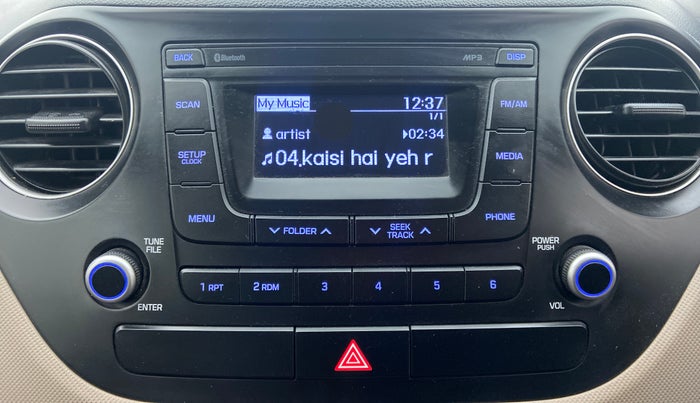 BACK Bluetooth MP3 DISP
SCAN My Music 12:37 FM/AM
1/1
artist 02:34
SETUP CLOCK 04.kaisi hai yeh r MEDIA
MENU FOLDER SEEK TRACK PHONE
TUNE FILE POWER PUSH
1 RPT 2 RDM 3 4 5 6
ENTER VOL